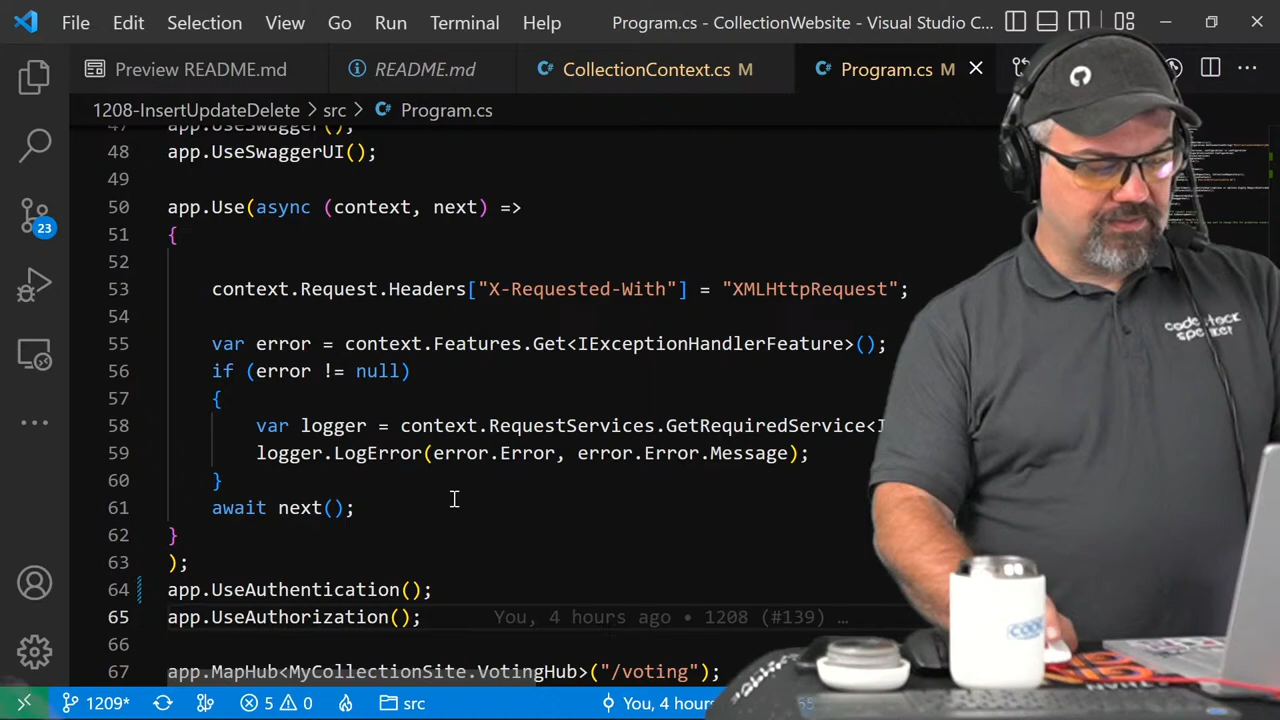 File Edit Selection View Go Run Terminal Help Program.cs - CollectionWebsite - Visual Studio C...
Preview README.md README.md CollectionContext.cs M Program.cs M
1208-InsertUpdateDelete > src > Program.cs
47 app.UseSwagger();
48 app.UseSwaggerUI();
49
50 app.Use(async (context, next) =>
51 {
52
53 context.Request.Headers["X-Requested-With"] = "XMLHttpRequest";
54
55 var error = context.Features.Get<IExceptionHandlerFeature>();
56 if (error != null)
57 {
58 var logger = context.RequestServices.GetRequiredService<I
59 logger.LogError(error.Error, error.Error.Message);
60 }
61 await next();
62 }
63 );
64 app.UseAuthentication();
65 app.UseAuthorization(); You, 4 hours ago • 1208 (#139) ...
66
67 app.MapHub<MyCollectionSite.VotingHub>("/voting");
23
codestock
speaker
1209* 5 0 src You, 4 hours